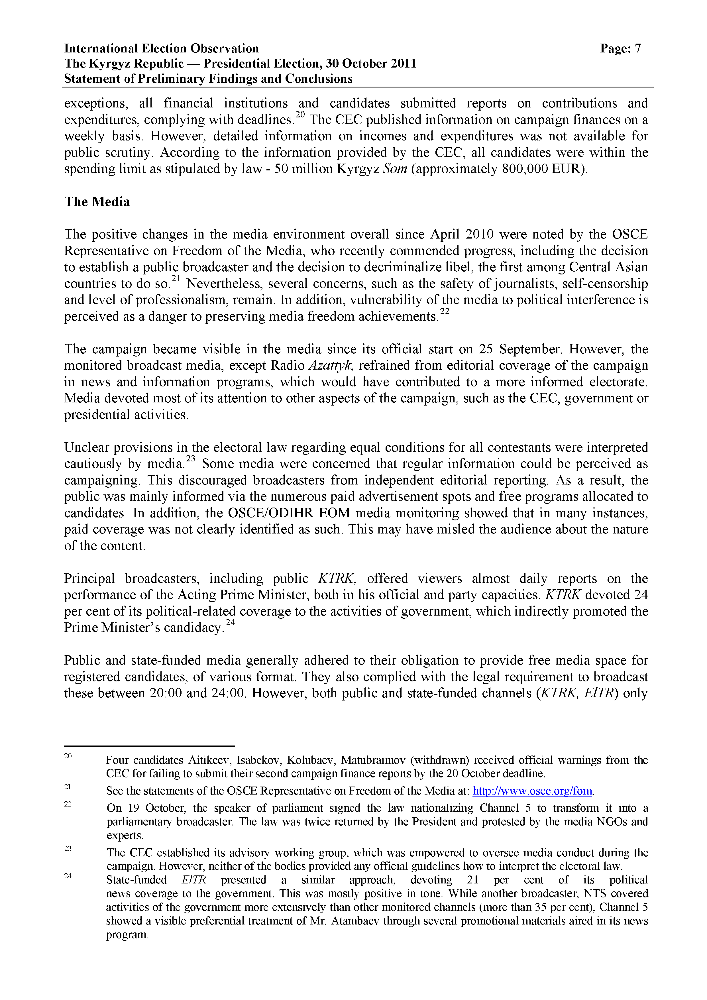 International Election Observation Page: 7
The Kyrgyz Republic — Presidential Election, 30 October 2011
Statement of Preliminary Findings and Conclusions
exceptions, all financial institutions and candidates submitted reports on contributions and
expenditures, complying with deadlines.20 The CEC published information on campaign finances on a
weekly basis. However, detailed information on incomes and expenditures was not available for
public scrutiny. According to the information provided by the CEC, all candidates were within the
spending limit as stipulated by law - 50 million Kyrgyz Som (approximately 800,000 EUR).
The Media
The positive changes in the media environment overall since April 2010 were noted by the OSCE
Representative on Freedom of the Media, who recently commended progress, including the decision
to establish a public broadcaster and the decision to decriminalize libel, the first among Central Asian
countries to do so.21 Nevertheless, several concerns, such as the safety of journalists, self-censorship
and level of professionalism, remain. In addition, vulnerability of the media to political interference is
perceived as a danger to preserving media freedom achievements.22
The campaign became visible in the media since its official start on 25 September. However, the
monitored broadcast media, except Radio Azattyk, refrained from editorial coverage of the campaign
in news and information programs, which would have contributed to a more informed electorate.
Media devoted most of its attention to other aspects of the campaign, such as the CEC, government or
presidential activities.
Unclear provisions in the electoral law regarding equal conditions for all contestants were interpreted
cautiously by media.23 Some media were concerned that regular information could be perceived as
campaigning. This discouraged broadcasters from independent editorial reporting. As a result, the
public was mainly informed via the numerous paid advertisement spots and free programs allocated to
candidates. In addition, the OSCE/ODIHR EOM media monitoring showed that in many instances,
paid coverage was not clearly identified as such. This may have misled the audience about the nature
of the content.
Principal broadcasters, including public KTRK, offered viewers almost daily reports on the
performance of the Acting Prime Minister, both in his official and party capacities. KTRK devoted 24
per cent of its political-related coverage to the activities of government, which indirectly promoted the
Prime Minister's candidacy.24
Public and state-funded media generally adhered to their obligation to provide free media space for
registered candidates, of various format. They also complied with the legal requirement to broadcast
these between 20:00 and 24:00. However, both public and state-funded channels (KTRK, ElTR) only
20 Four candidates Aitikeev, Isabekov, Kolubaev, Matubraimov (withdrawn) received official warnings from the
CEC for failing to submit their second campaign finance reports by the 20 October deadline.
21 See the statements of the OSCE Representative on Freedom of the Media at: http://www.osce.org/fom.
22 On 19 October, the speaker of parliament signed the law nationalizing Channel 5 to transform it into a
parliamentary broadcaster. The law was twice returned by the President and protested by the media NGOs and
experts.
23 The CEC established its advisory working group, which was empowered to oversee media conduct during the
campaign. However, neither of the bodies provided any official guidelines how to interpret the electoral law.
24 State-funded ElTR presented a similar approach, devoting 21 per cent of its political
news coverage to the government. This was mostly positive in tone. While another broadcaster, NTS covered
activities of the government more extensively than other monitored channels (more than 35 per cent), Channel 5
showed a visible preferential treatment of Mr. Atambaev through several promotional materials aired in its news
program.